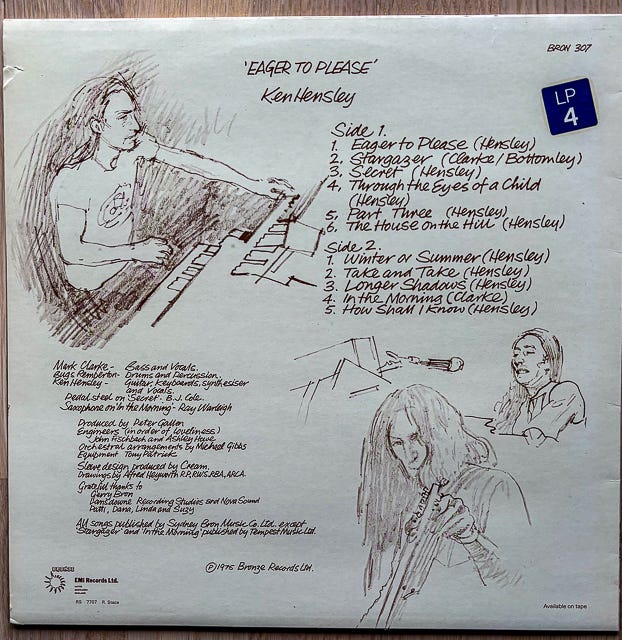 BRON 307
'EAGER TO PLEASE'
Ken Hensley
LP
4
Side 1.
1. Eager to Please (Hensley)
2. Stargazer (Clarke/Bottomley)
3. Secret (Hensley)
4. Through the Eyes of a Child
(Hensley)
5. Part Three (Hensley)
6. The House on the Hill (Hensley)
Side 2.
1. Winter or Summer (Hensley)
2. Take and Take (Hensley)
3. Longer Shadows (Hensley)
4. In the Morning (Clarke)
5. How Shall I Know (Hensley)
Mark Clarke - Bass and Vocals.
Bugs Pemberton - Drums and Percussion.
Ken Hensley - Guitar, Keyboards, Synthesiser
and Vocals.
Pedal steel on 'Secret' - B.J. Cole.
Saxophone on 'In the Morning' - Ray Warleigh
Produced by Peter Gallen
Engineers (in order of loveliness)
John Fischbach and Ashley Howe
Orchestral arrangements by Michael Gibbs
Equipment Tony Patrick
Sleeve design produced by Cream.
Drawings by Alfred Hepworth R.P., R.W.S., R.B.A., A.R.C.A.
Grateful thanks to
Gerry Bron
Lansdowne Recording Studios and Nova Sound
Patti, Dana, Linda and Suzy
All songs published by Sydney Bron Music Co. Ltd. except
'Stargazer' and 'In the Morning' published by Tempest Music Ltd.
℗1975 Bronze Records Ltd.
BRONZE
EMI Records Ltd.
RS 7707 R. Stace
Available on tape